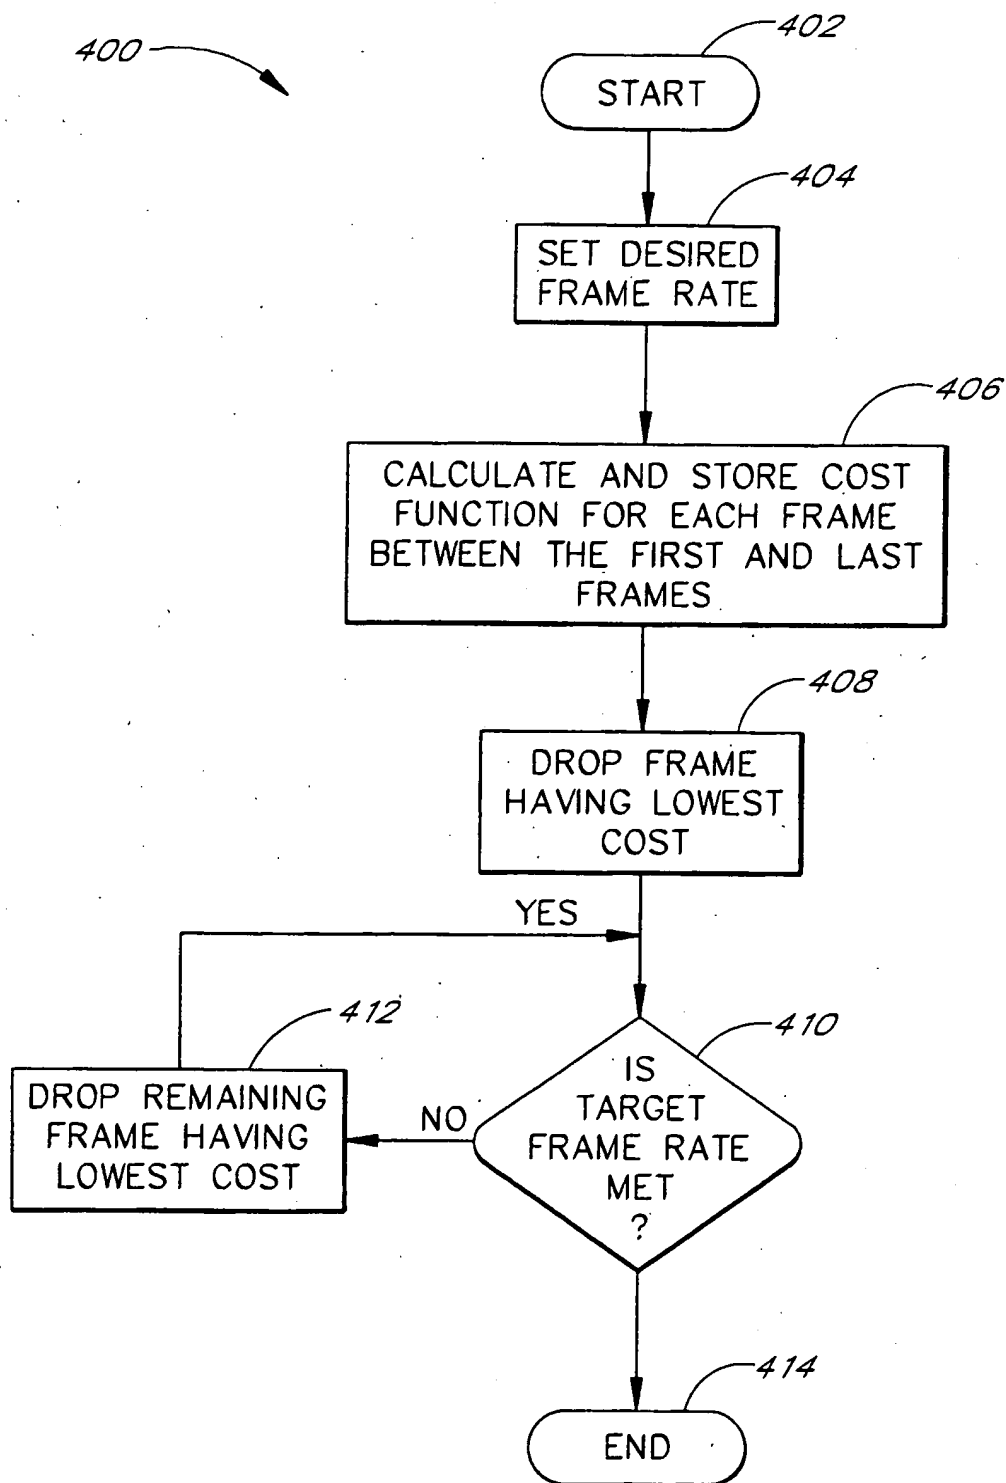 400
402
START
404
SET DESIRED
FRAME RATE
406
CALCULATE AND STORE COST
FUNCTION FOR EACH FRAME
BETWEEN THE FIRST AND LAST
FRAMES
408
DROP FRAME
HAVING LOWEST
COST
YES
412
DROP REMAINING
FRAME HAVING
LOWEST COST
NO
410
IS
TARGET
FRAME RATE
MET
?
414
END